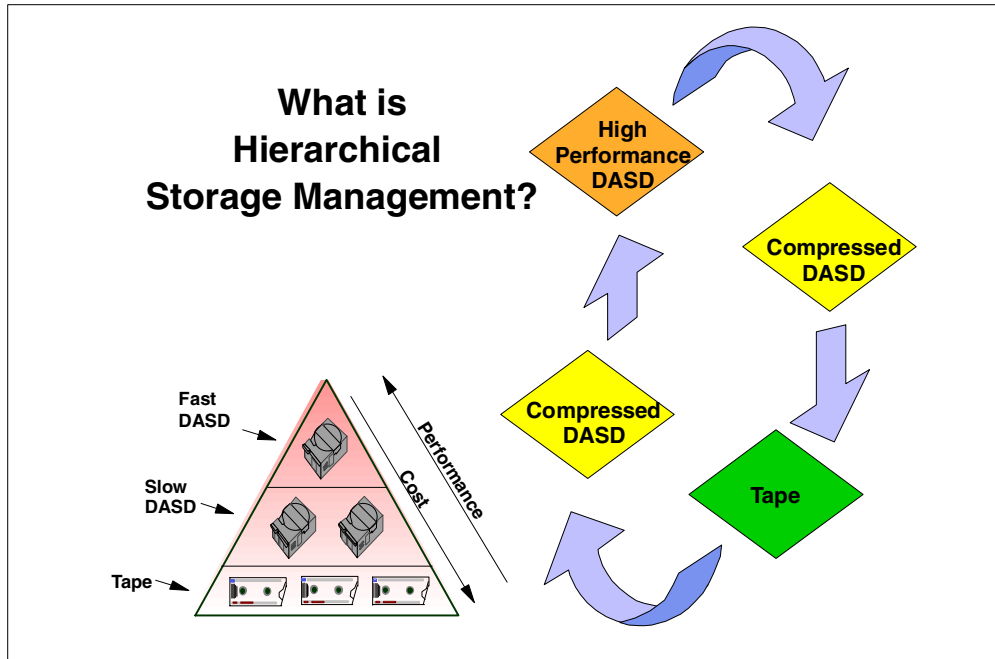 What is
Hierarchical
Storage Management?
High
Performance
DASD
Compressed
DASD
Compressed
DASD
Tape
Fast
DASD
Slow
DASD
Tape
Performance
Cost